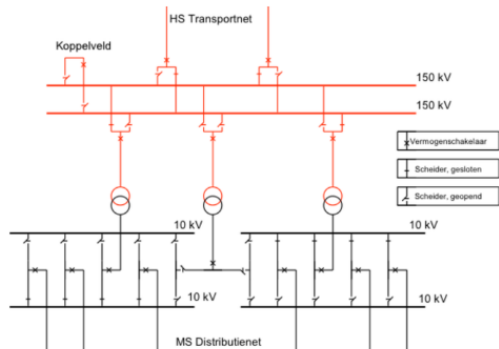 HS Transportnet
Koppelveld
150 kV
150 kV
Vermogenschakelaar
Scheider, gesloten
Scheider, geopend
10 kV
10 kV
10 kV
10 kV
MS Distributienet